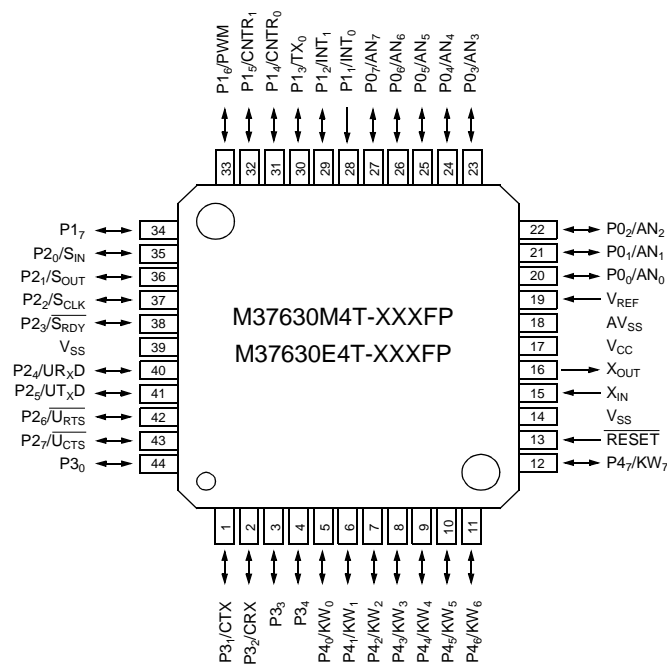 P1₆/PWM
P1₅/CNTR₁
P1₄/CNTR₀
P1₃/TX₀
P1₂/INT₁
P1₁/INT₀
P0₇/AN₇
P0₆/AN₆
P0₅/AN₅
P0₄/AN₄
P0₃/AN₃
33
32
31
30
29
28
27
26
25
24
23
P1₇ 34
P2₀/S_IN 35
P2₁/S_OUT 36
P2₂/S_CLK 37
P2₃/S̅_R̅D̅Y̅ 38
V_SS 39
P2₄/UR_XD 40
P2₅/UT_XD 41
P2₆/U̅_R̅T̅S̅ 42
P2₇/U̅_C̅T̅S̅ 43
P3₀ 44
M37630M4T-XXXFP
M37630E4T-XXXFP
22 P0₂/AN₂
21 P0₁/AN₁
20 P0₀/AN₀
19 V_REF
18 AV_SS
17 V_CC
16 X_OUT
15 X_IN
14 V_SS
13 R̅E̅S̅E̅T̅
12 P4₇/KW₇
1
2
3
4
5
6
7
8
9
10
11
P3₁/CTX
P3₂/CRX
P3₃
P3₄
P4₀/KW₀
P4₁/KW₁
P4₂/KW₂
P4₃/KW₃
P4₄/KW₄
P4₅/KW₅
P4₆/KW₆